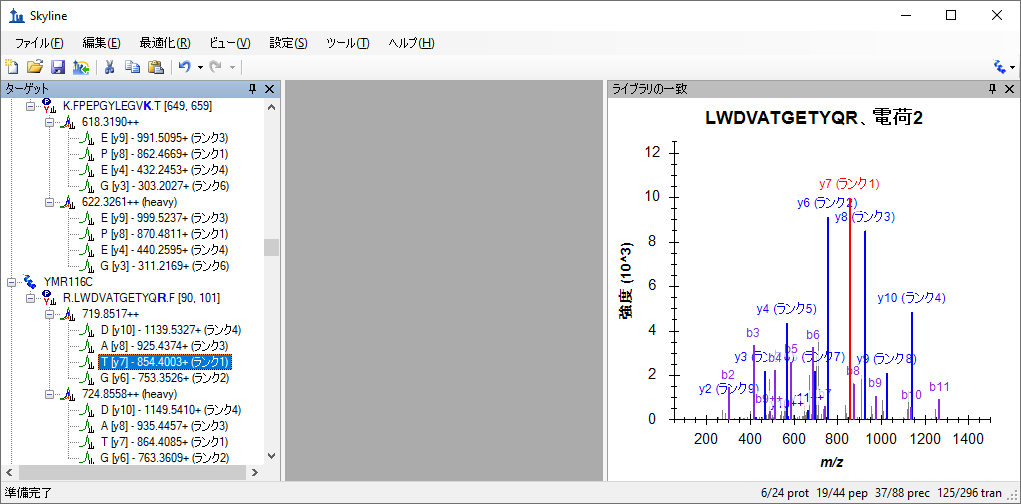 Skyline
ファイル(F) 編集(E) 最適化(R) ビュー(V) 設定(S) ツール(T) ヘルプ(H)
ターゲット
K.FPEPGYLEGVK.T [649, 659]
618.3190++
E [y9] - 991.5095+ (ランク3)
P [y8] - 862.4669+ (ランク1)
E [y4] - 432.2453+ (ランク4)
G [y3] - 303.2027+ (ランク6)
622.3261++ (heavy)
E [y9] - 999.5237+ (ランク3)
P [y8] - 870.4811+ (ランク1)
E [y4] - 440.2595+ (ランク4)
G [y3] - 311.2169+ (ランク6)
YMR116C
R.LWDVATGETYQR.F [90, 101]
719.8517++
D [y10] - 1139.5327+ (ランク4)
A [y8] - 925.4374+ (ランク3)
T [y7] - 854.4003+ (ランク1)
G [y6] - 753.3526+ (ランク2)
724.8558++ (heavy)
D [y10] - 1149.5410+ (ランク4)
A [y8] - 935.4457+ (ランク3)
T [y7] - 864.4085+ (ランク1)
G [y6] - 763.3609+ (ランク2)
ライブラリの一致
LWDVATGETYQR、電荷2
強度 (10^3)
12
10
8
6
4
2
0
y7 (ランク1)
y6 (ランク2)
y8 (ランク3)
y10 (ランク4)
y4 (ランク5)
b3
b6
b5
y9 (ランク8)
b2
y2 (ランク9)
b8
b9
b10
b11
200 400 600 800 1000 1200 1400
m/z
準備完了
6/24 prot 19/44 pep 37/88 prec 125/296 tran